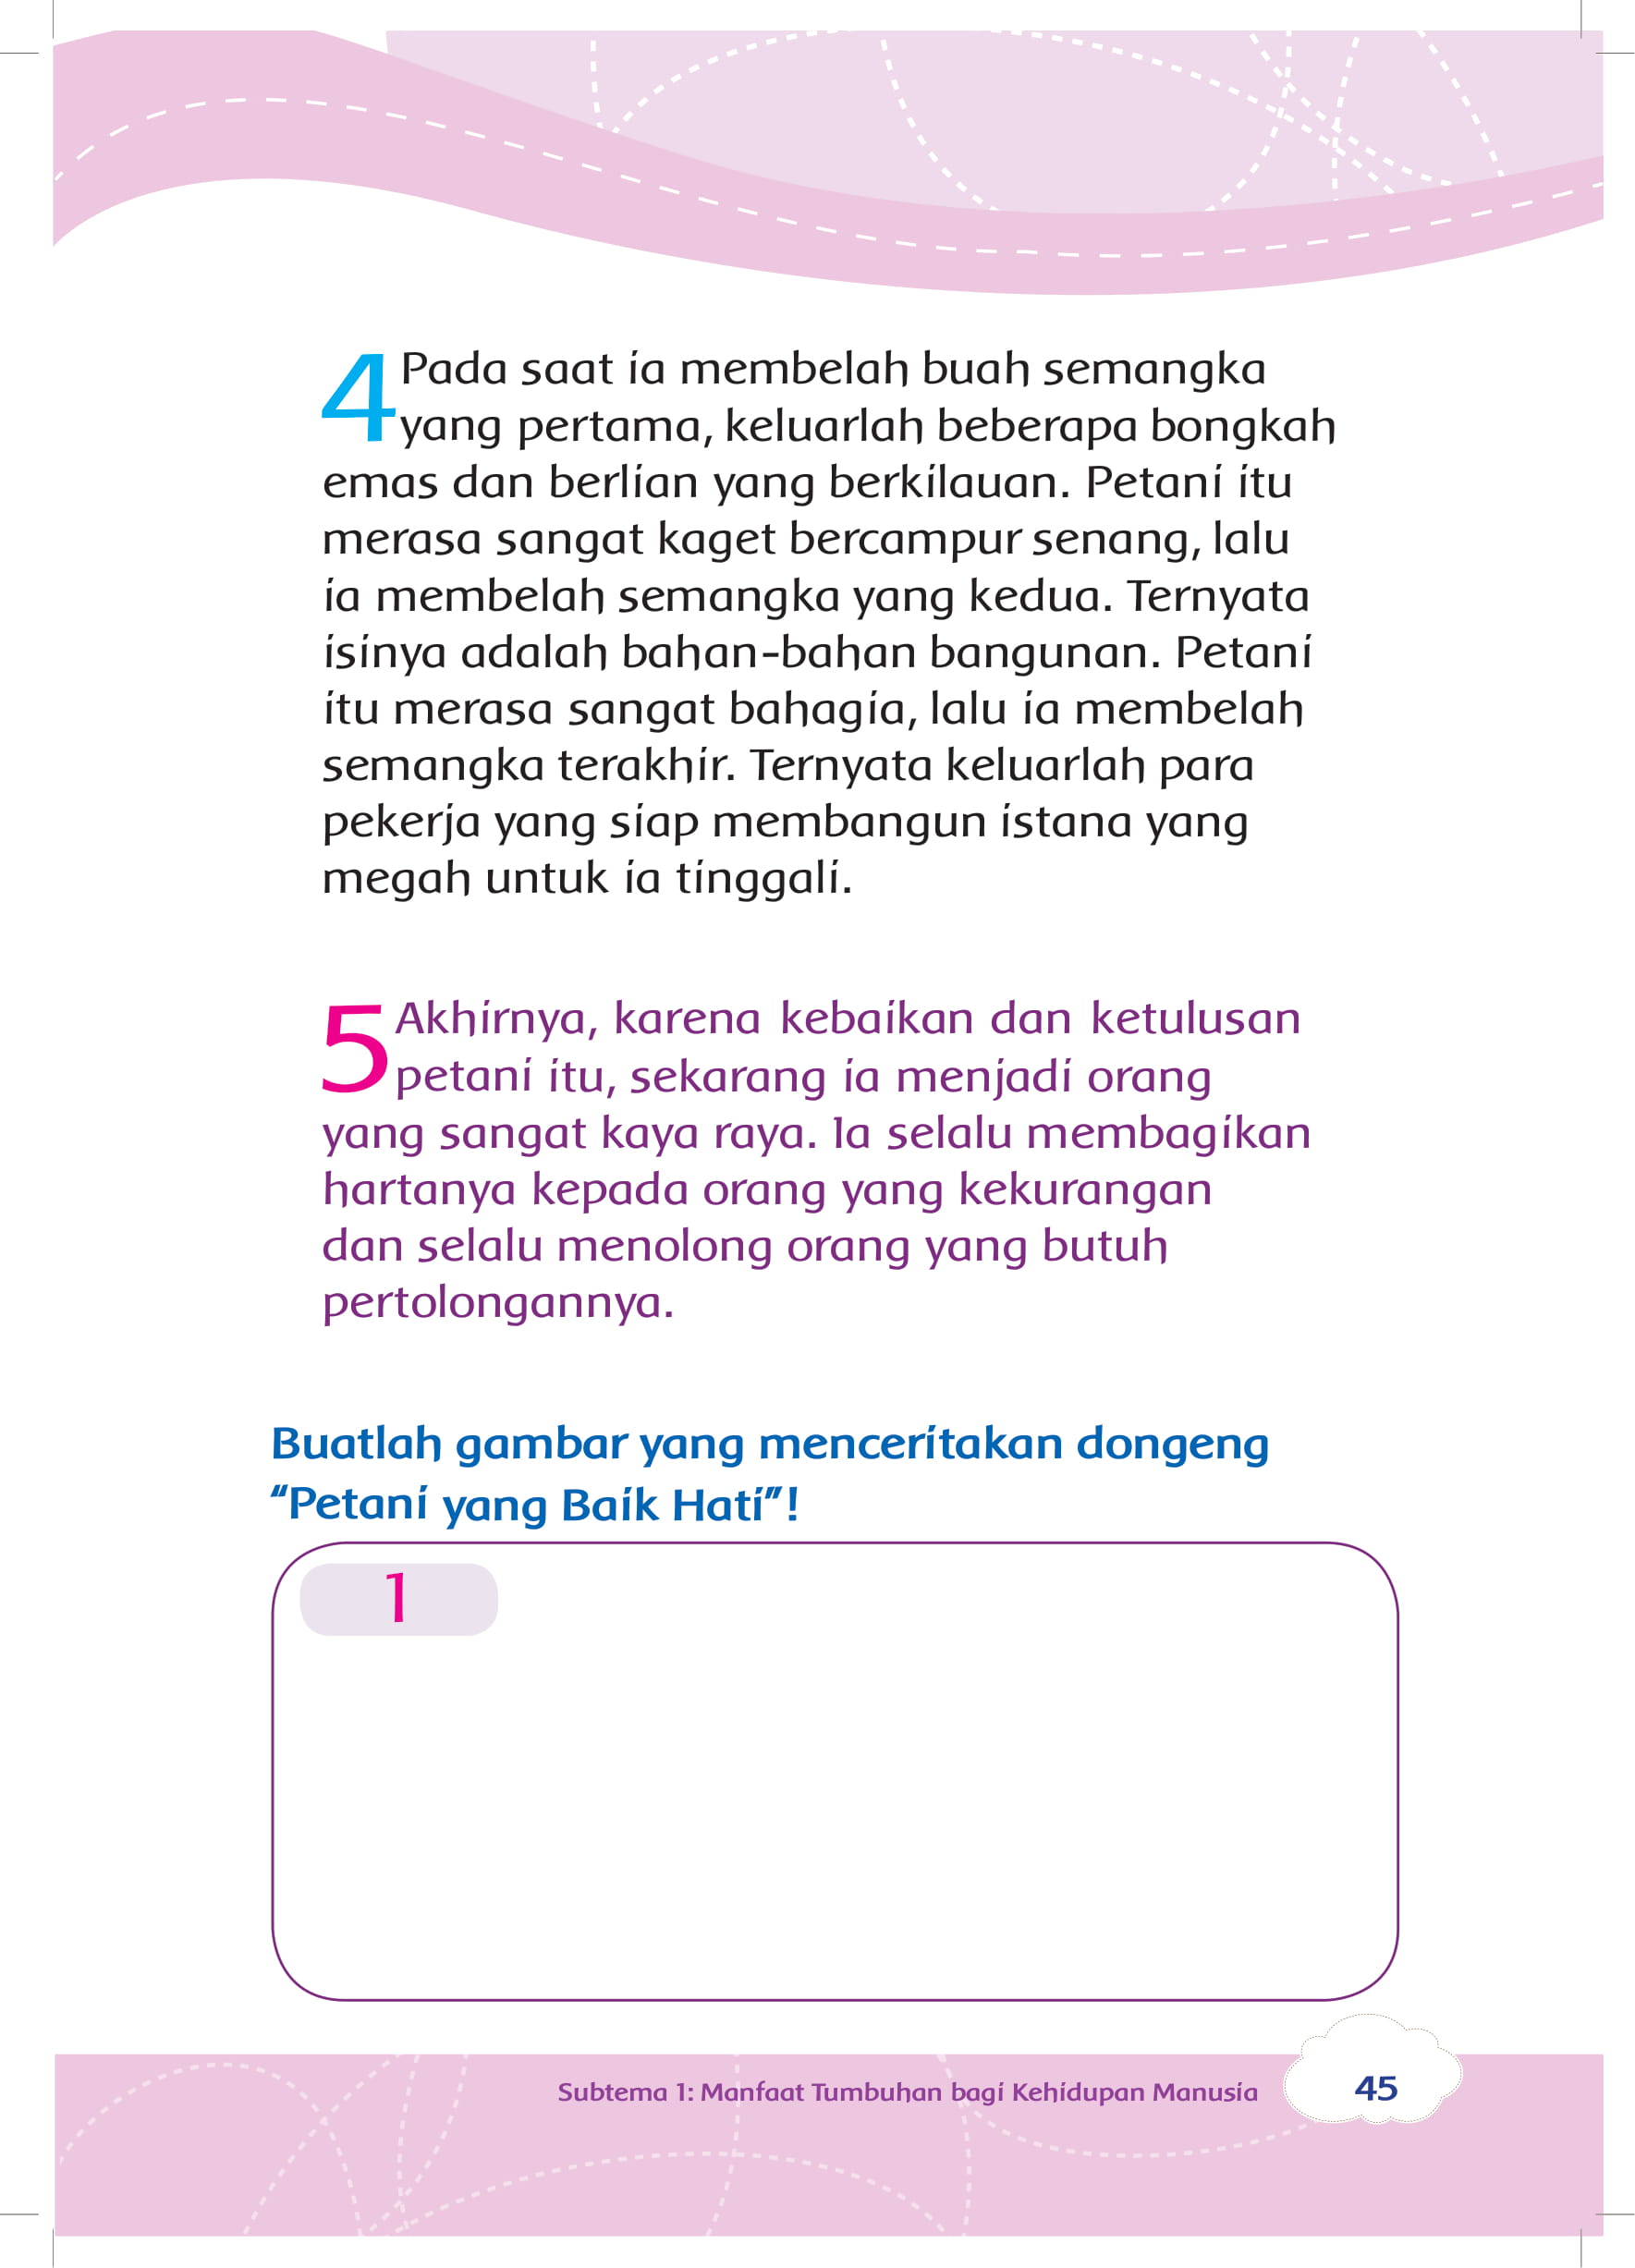 4 Pada saat ia membelah buah semangka
yang pertama, keluarlah beberapa bongkah
emas dan berlian yang berkilauan. Petani itu
merasa sangat kaget bercampur senang, lalu
ia membelah semangka yang kedua. Ternyata
isinya adalah bahan-bahan bangunan. Petani
itu merasa sangat bahagia, lalu ia membelah
semangka terakhir. Ternyata keluarlah para
pekerja yang siap membangun istana yang
megah untuk ia tinggali.
5 Akhirnya, karena kebaikan dan ketulusan
petani itu, sekarang ia menjadi orang
yang sangat kaya raya. Ia selalu membagikan
hartanya kepada orang yang kekurangan
dan selalu menolong orang yang butuh
pertolongannya.
Buatlah gambar yang menceritakan dongeng
“Petani yang Baik Hati”!
1
Subtema 1: Manfaat Tumbuhan bagi Kehidupan Manusia 45